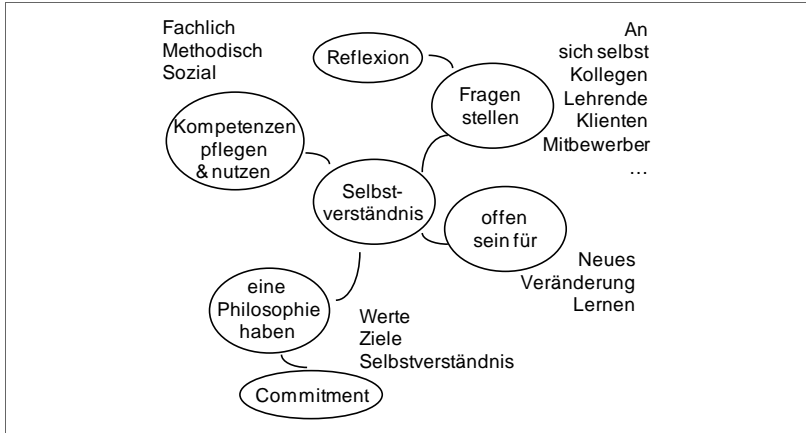 Fachlich
Methodisch
Sozial
Reflexion
An
sich selbst
Kollegen
Lehrende
Klienten
Mitbewerber
…
Fragen
stellen
Kompetenzen
pflegen
& nutzen
Selbst-
verständnis
offen
sein für
Neues
Veränderung
Lernen
eine
Philosophie
haben
Werte
Ziele
Selbstverständnis
Commitment